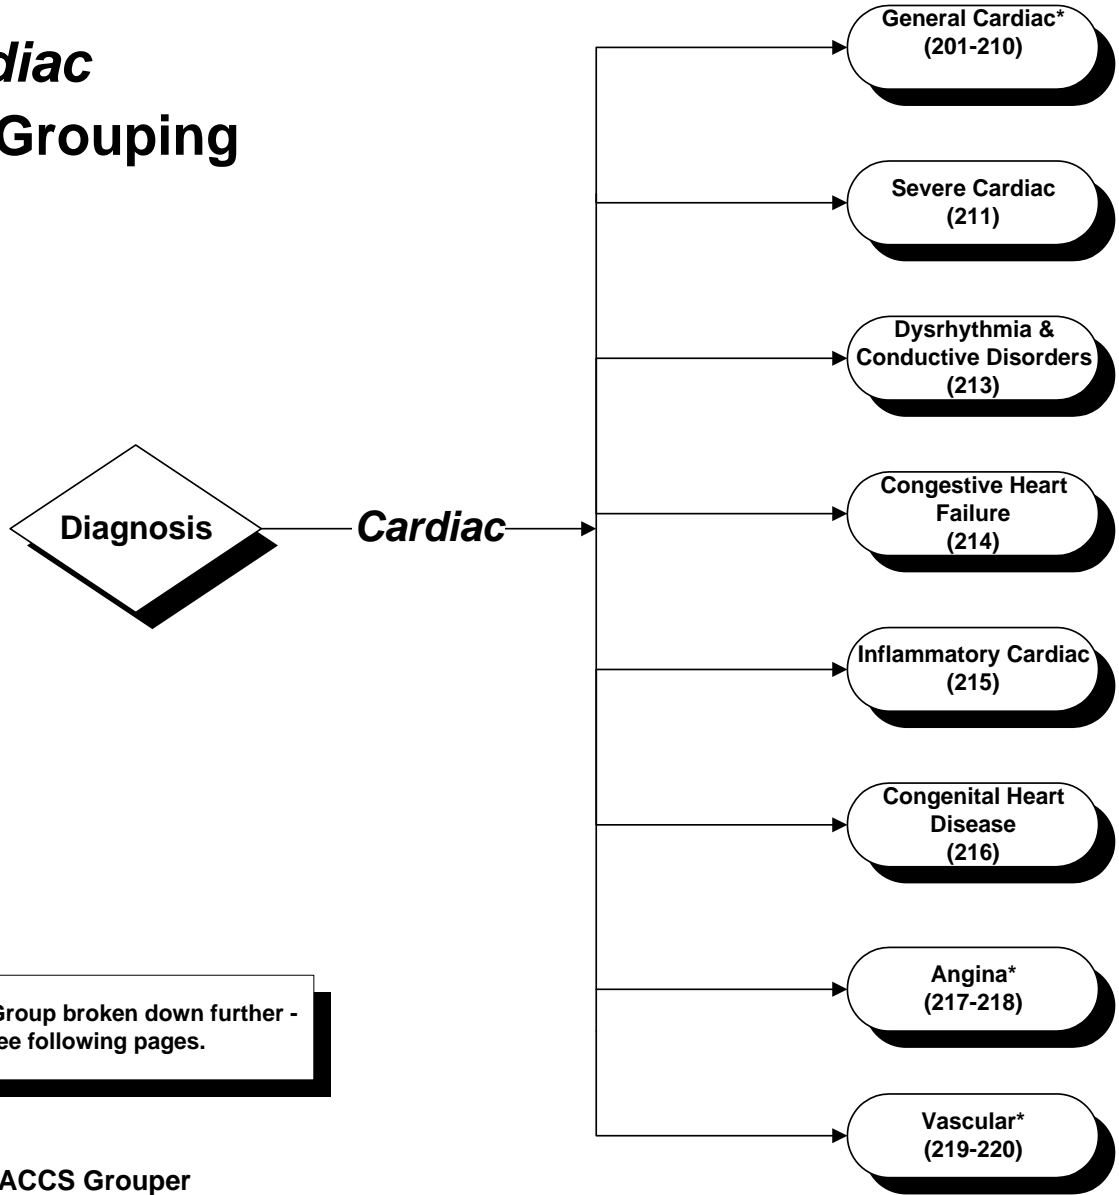 diac
Grouping
General Cardiac*
(201-210)
Severe Cardiac
(211)
Dysrhythmia &
Conductive Disorders
(213)
Diagnosis
Cardiac
Congestive Heart
Failure
(214)
Inflammatory Cardiac
(215)
Congenital Heart
Disease
(216)
Angina*
(217-218)
Vascular*
(219-220)
Group broken down further -
ee following pages.
ACCS Grouper